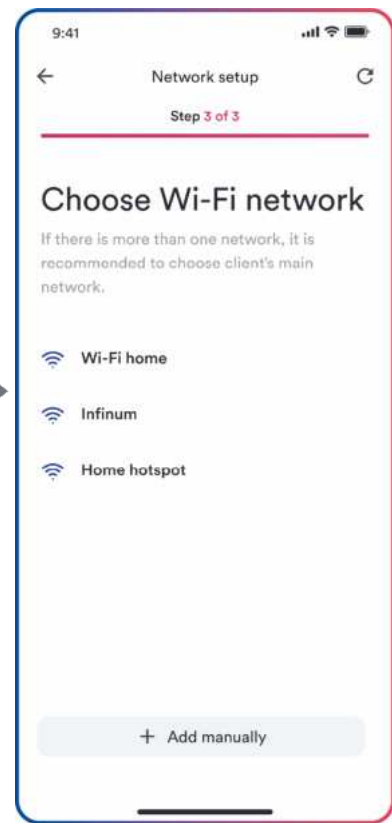 9:41
Network setup
Step 3 of 3
Choose Wi-Fi network
If there is more than one network, it is
recommended to choose client's main
network.
Wi-Fi home
Infinum
Home hotspot
+ Add manually